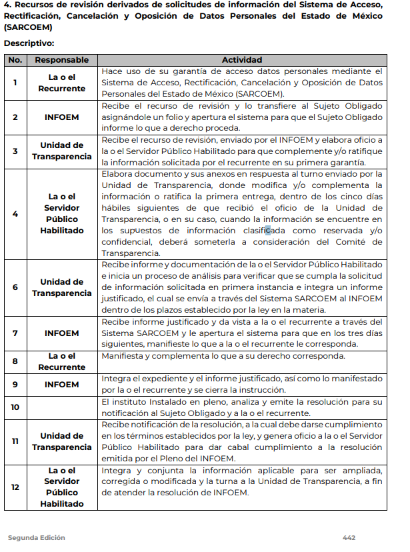 4. Recursos de revisión derivados de solicitudes de información del Sistema de Acceso,
Rectificación, Cancelación y Oposición de Datos Personales del Estado de México
(SARCOEM)
Descriptivo:
No. Responsable Actividad
1 La o el Recurrente
Hace uso de su garantía de acceso datos personales mediante el
Sistema de Acceso, Rectificación, Cancelación y Oposición de Datos
Personales del Estado de México (SARCOEM).
2 INFOEM
Recibe el recurso de revisión y lo transfiere al Sujeto Obligado
asignándole un folio y apertura el sistema para que el Sujeto Obligado
informe lo que a derecho proceda.
3 Unidad de Transparencia
Recibe el recurso de revisión, enviado por el INFOEM y elabora oficio a
la o el Servidor Público Habilitado para que complemente y/o ratifique
la información solicitada por el recurrente en su primera garantía.
4 La o el Servidor Público Habilitado
Elabora documento y sus anexos en respuesta al turno enviado por la
Unidad de Transparencia, donde modifica y/o complementa la
información o ratifica la primera entrega, dentro de los cinco días
hábiles siguientes de que recibió el oficio de la Unidad de
Transparencia, o en su caso, cuando la información se encuentre en
los supuestos de información clasificada como reservada y/o
confidencial, deberá someterla a consideración del Comité de
Transparencia.
6 Unidad de Transparencia
Recibe informe y documentación de la o el Servidor Público Habilitado
e inicia un proceso de análisis para verificar que se cumpla la solicitud
de información solicitada en primera instancia e integra un informe
justificado, el cual se envía a través del Sistema SARCOEM al INFOEM
dentro de los plazos establecido por la ley en la materia.
7 INFOEM
Recibe informe justificado y da vista a la o el recurrente a través del
Sistema SARCOEM y le apertura el sistema para que en los tres días
siguientes, manifieste lo que a la o el recurrente le corresponda.
8 La o el Recurrente
Manifiesta y complementa lo que a su derecho corresponda.
9 INFOEM
Integra el expediente y el informe justificado, así como lo manifestado
por la o el recurrente y se cierra la instrucción.
10
El instituto Instalado en pleno, analiza y emite la resolución para su
notificación al Sujeto Obligado y a la o el recurrente.
11 Unidad de Transparencia
Recibe notificación de la resolución, a la cual debe darse cumplimiento
en los términos establecidos por la ley, y genera oficio a la o el Servidor
Público Habilitado para dar cabal cumplimiento a la resolución
emitida por el Pleno del INFOEM.
12 La o el Servidor Público Habilitado
Integra y conjunta la información aplicable para ser ampliada,
corregida o modificada y la turna a la Unidad de Transparencia, a fin
de atender la resolución de INFOEM.
Segunda Edición 442